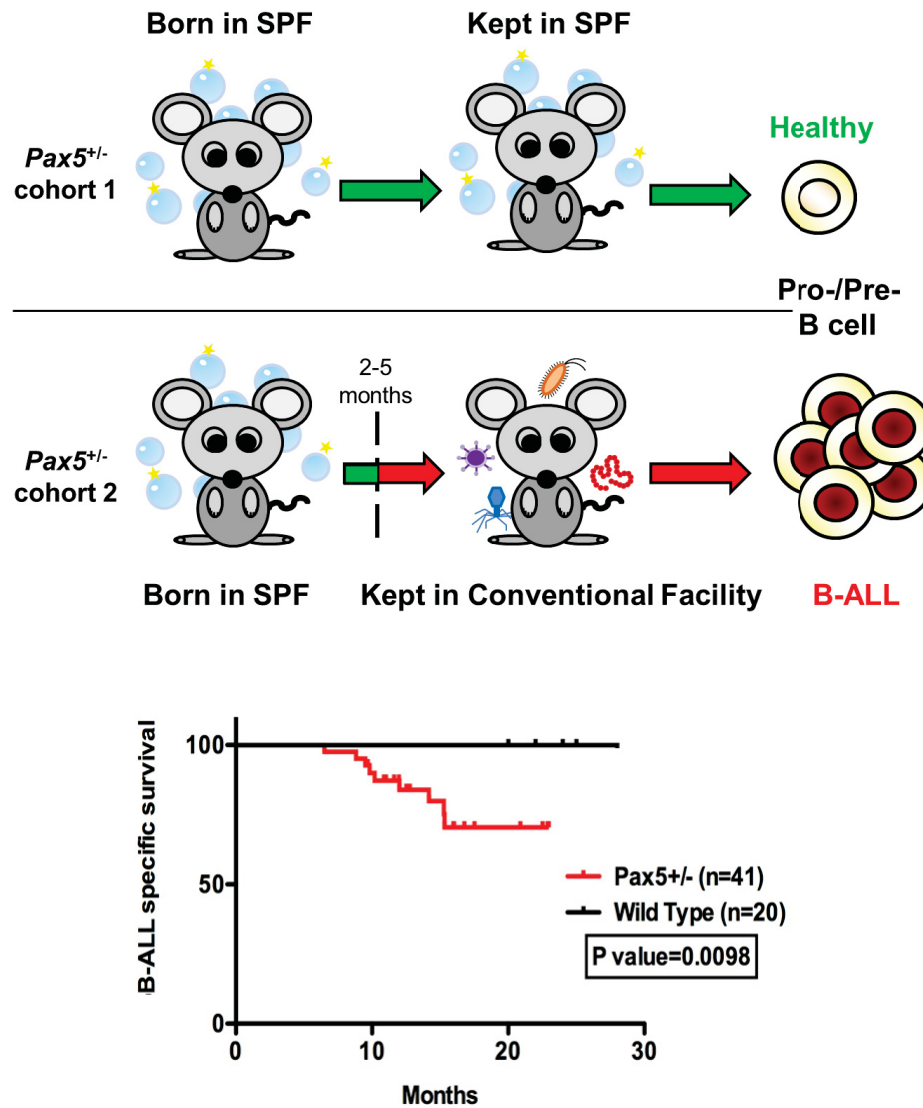 Born in SPF
Kept in SPF
Pax5+/-
cohort 1
Healthy
Pro-/Pre-
B cell
2-5
months
Pax5+/-
cohort 2
Born in SPF
Kept in Conventional Facility
B-ALL
B-ALL specific survival
100
50
0
0
10
20
30
Months
Pax5+/- (n=41)
Wild Type (n=20)
P value=0.0098